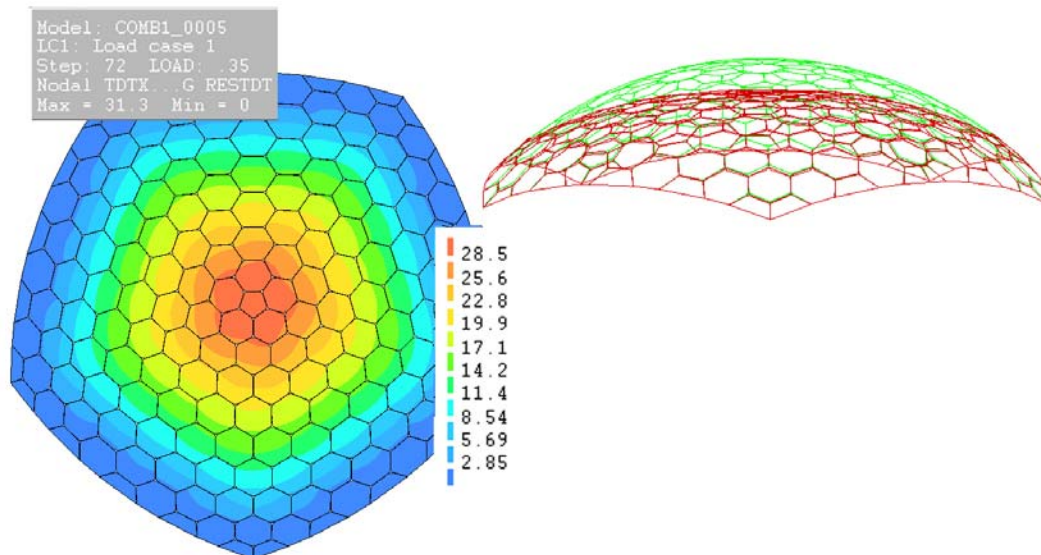 Model: COMB1_0005
LC1: Load case 1
Step: 72 LOAD: .35
Nodal TDTX...G RESTDT
Max = 31.3 Min = 0
28.5
25.6
22.8
19.9
17.1
14.2
11.4
8.54
5.69
2.85